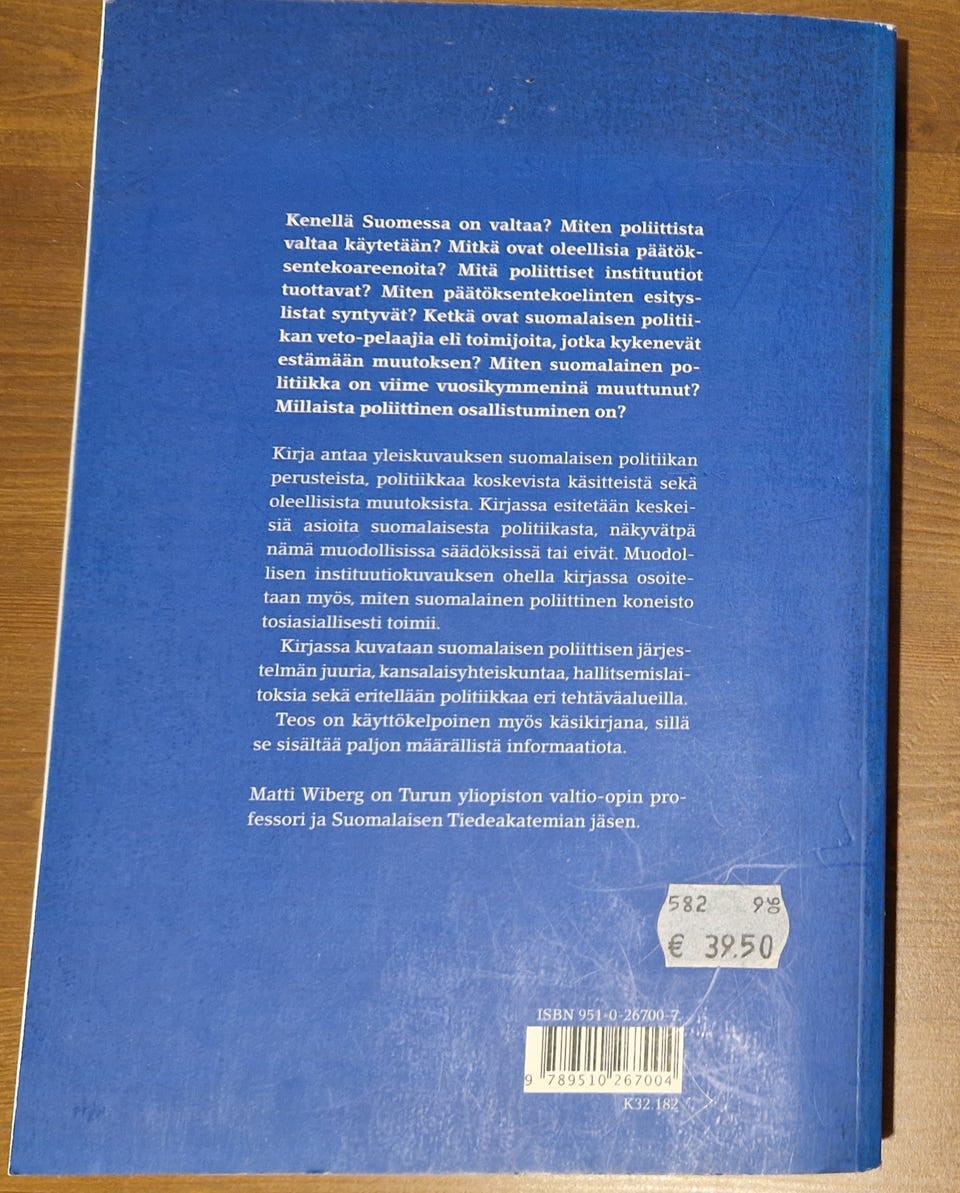 Kenellä Suomessa on valtaa? Miten poliittista
valtaa käytetään? Mitkä ovat oleellisia päätök-
sentekoareenoita? Mitä poliittiset instituutiot
tuottavat? Miten päätöksentekoelinten esitys-
listat syntyvät? Ketkä ovat suomalaisen politii-
kan veto-pelaajia eli toimijoita, jotka kykenevät
estämään muutoksen? Miten suomalainen po-
litiikka on viime vuosikymmeninä muuttunut?
Millaista poliittinen osallistuminen on?
Kirja antaa yleiskuvauksen suomalaisen politiikan
perusteista, politiikkaa koskevista käsitteistä sekä
oleellisista muutoksista. Kirjassa esitetään keskei-
siä asioita suomalaisesta politiikasta, näkyvätpä
nämä muodollisissa säädöksissä tai eivät. Muodol-
lisen instituutiokuvauksen ohella kirjassa osoite-
taan myös, miten suomalainen poliittinen koneisto
tosiasiallisesti toimii.
Kirjassa kuvataan suomalaisen poliittisen järjes-
telmän juuria, kansalaisyhteiskuntaa, hallitsemislai-
toksia sekä eritellään politiikkaa eri tehtäväalueilla.
Teos on käyttökelpoinen myös käsikirjana, sillä
se sisältää paljon määrällistä informaatiota.
Matti Wiberg on Turun yliopiston valtio-opin pro-
fessori ja Suomalaisen Tiedeakatemian jäsen.
582 906
€ 39.50
ISBN 951-0-26700-7
9 789510 267004
K32.182